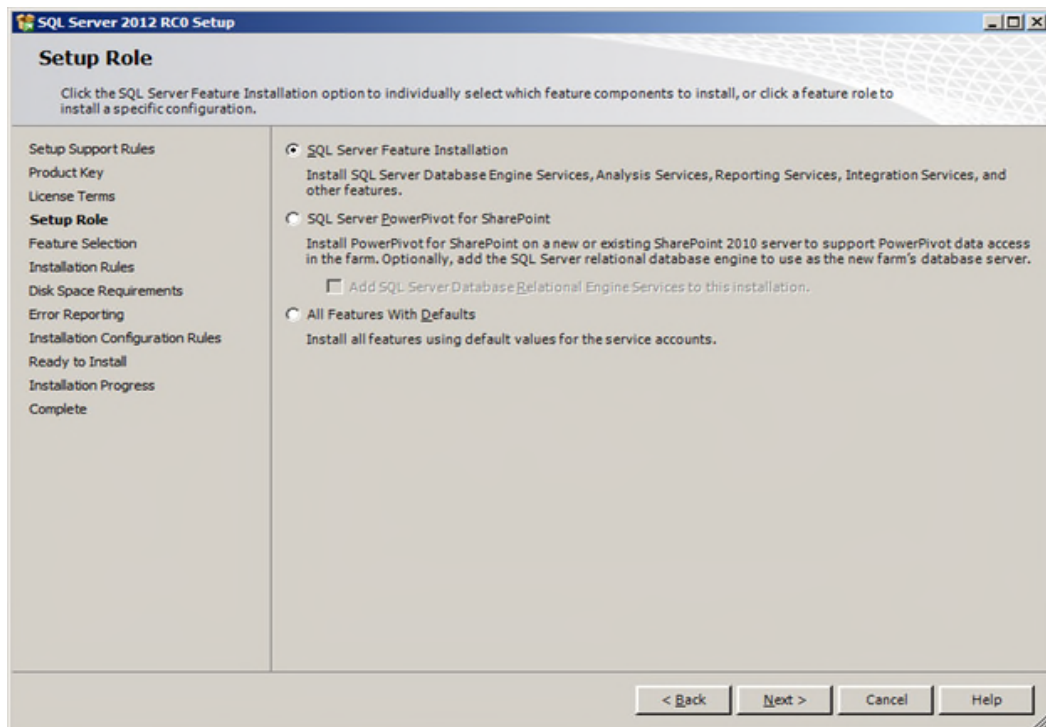 SQL Server 2012 RC0 Setup
Setup Role
Click the SQL Server Feature Installation option to individually select which feature components to install, or click a feature role to
install a specific configuration.
Setup Support Rules
Product Key
License Terms
Setup Role
Feature Selection
Installation Rules
Disk Space Requirements
Error Reporting
Installation Configuration Rules
Ready to Install
Installation Progress
Complete
SQL Server Feature Installation
Install SQL Server Database Engine Services, Analysis Services, Reporting Services, Integration Services, and
other features.
SQL Server PowerPivot for SharePoint
Install PowerPivot for SharePoint on a new or existing SharePoint 2010 server to support PowerPivot data access
in the farm. Optionally, add the SQL Server relational database engine to use as the new farm's database server.
Add SQL Server Database Relational Engine Services to this installation.
All Features With Defaults
Install all features using default values for the service accounts.
< Back
Next >
Cancel
Help